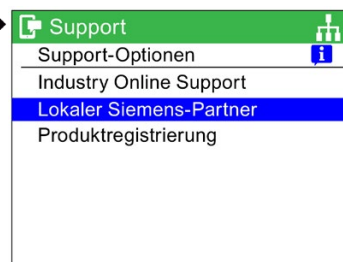 Support
Support-Optionen
Industry Online Support
Lokaler Siemens-Partner
Produktregistrierung